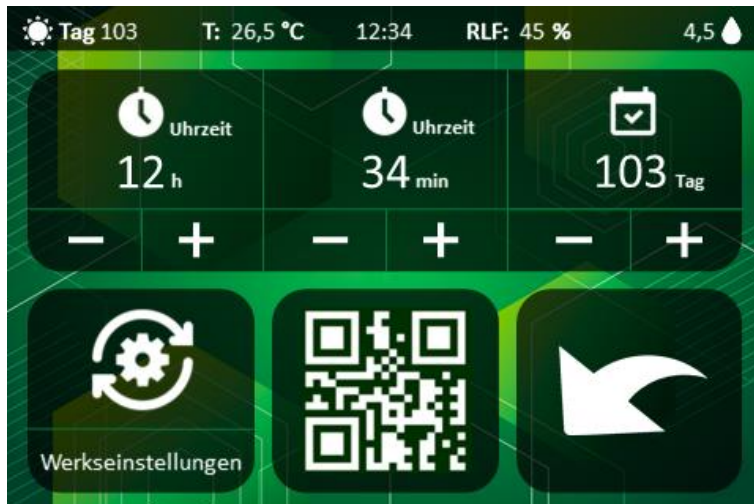 Tag 103 T: 26,5 °C 12:34 RLF: 45 % 4,5
Uhrzeit Uhrzeit
12 h 34 min 103 Tag
− + − + − +
Werkseinstellungen